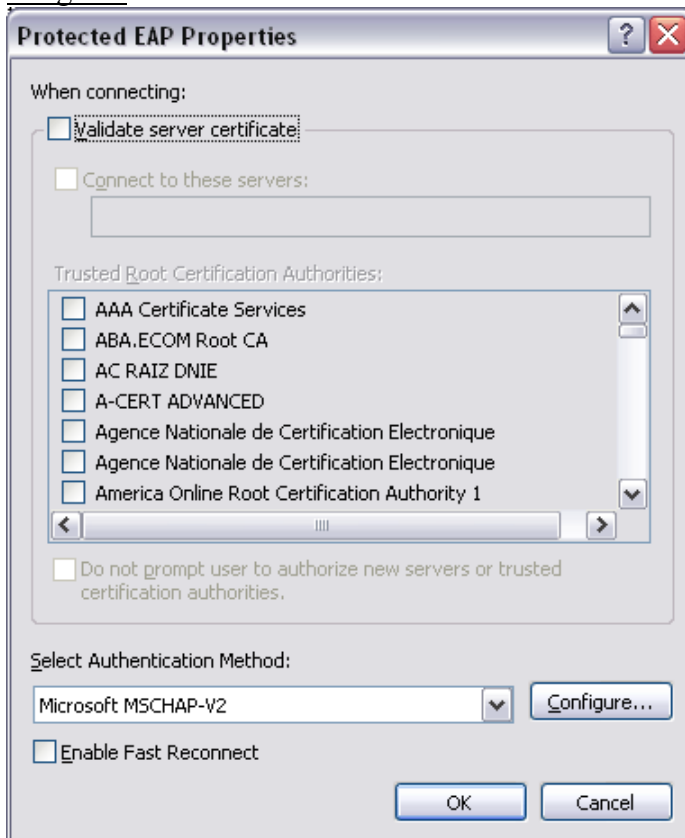 Protected EAP Properties
When connecting:
Validate server certificate
Connect to these servers:
Trusted Root Certification Authorities:
AAA Certificate Services
ABA.ECOM Root CA
AC RAIZ DNIE
A-CERT ADVANCED
Agence Nationale de Certification Electronique
Agence Nationale de Certification Electronique
America Online Root Certification Authority 1
Do not prompt user to authorize new servers or trusted
certification authorities.
Select Authentication Method:
Microsoft MSCHAP-V2
Configure...
Enable Fast Reconnect
OK
Cancel